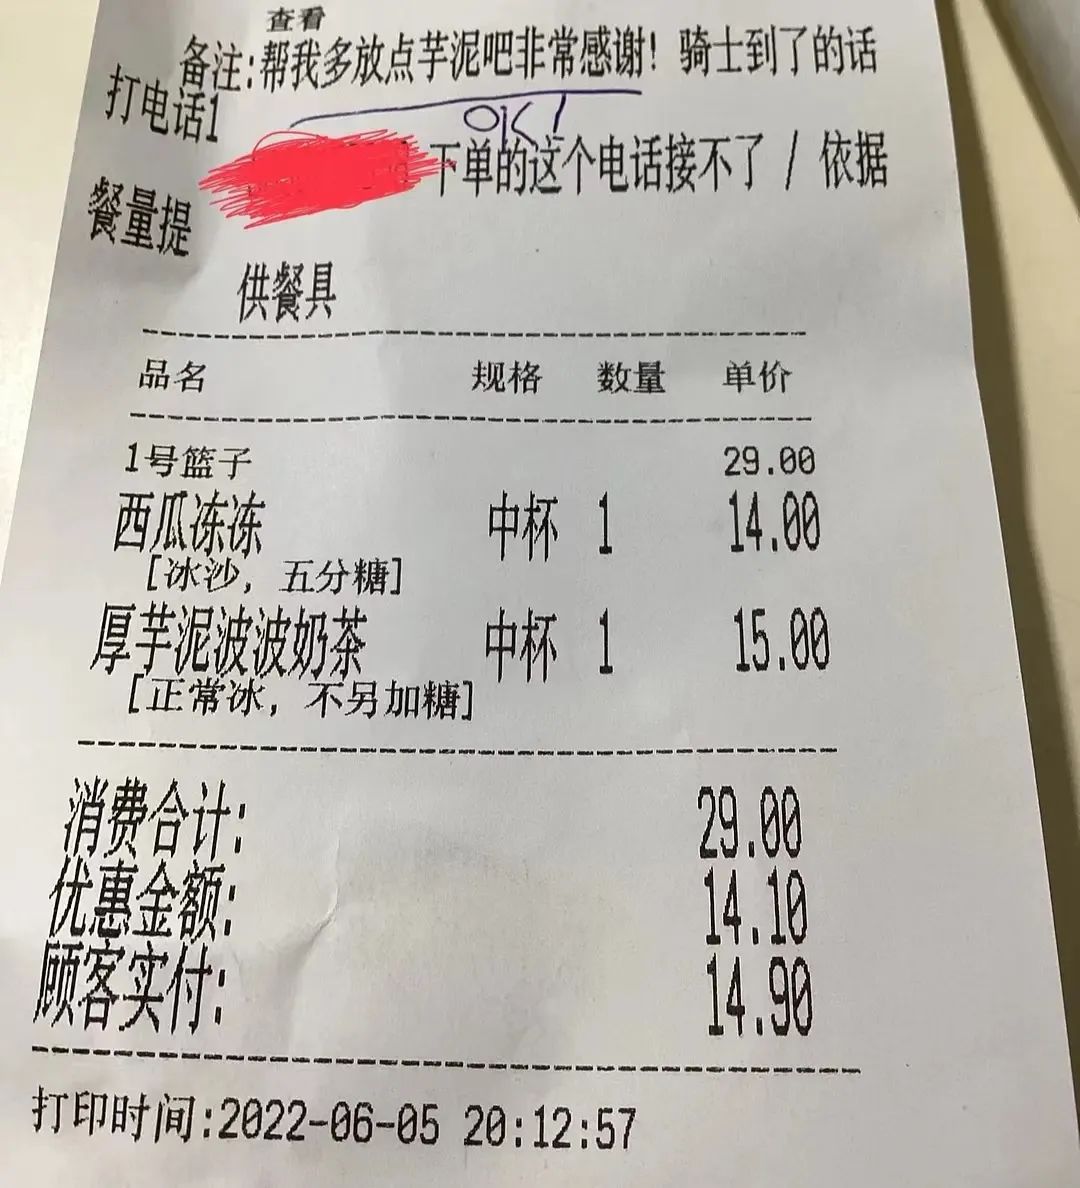 查看
备注:帮我多放点芋泥吧非常感谢! 骑士到了的话
打电话1
OK!
下单的这个电话接不了 / 依据
餐量提
供餐具
品名 规格 数量 单价
1号篮子 29.00
西瓜冻冻 中杯 1 14.00
[冰沙, 五分糖]
厚芋泥波波奶茶 中杯 1 15.00
[正常冰, 不另加糖]
消费合计: 29.00
优惠金额: 14.10
顾客实付: 14.90
打印时间:2022-06-05 20:12:57